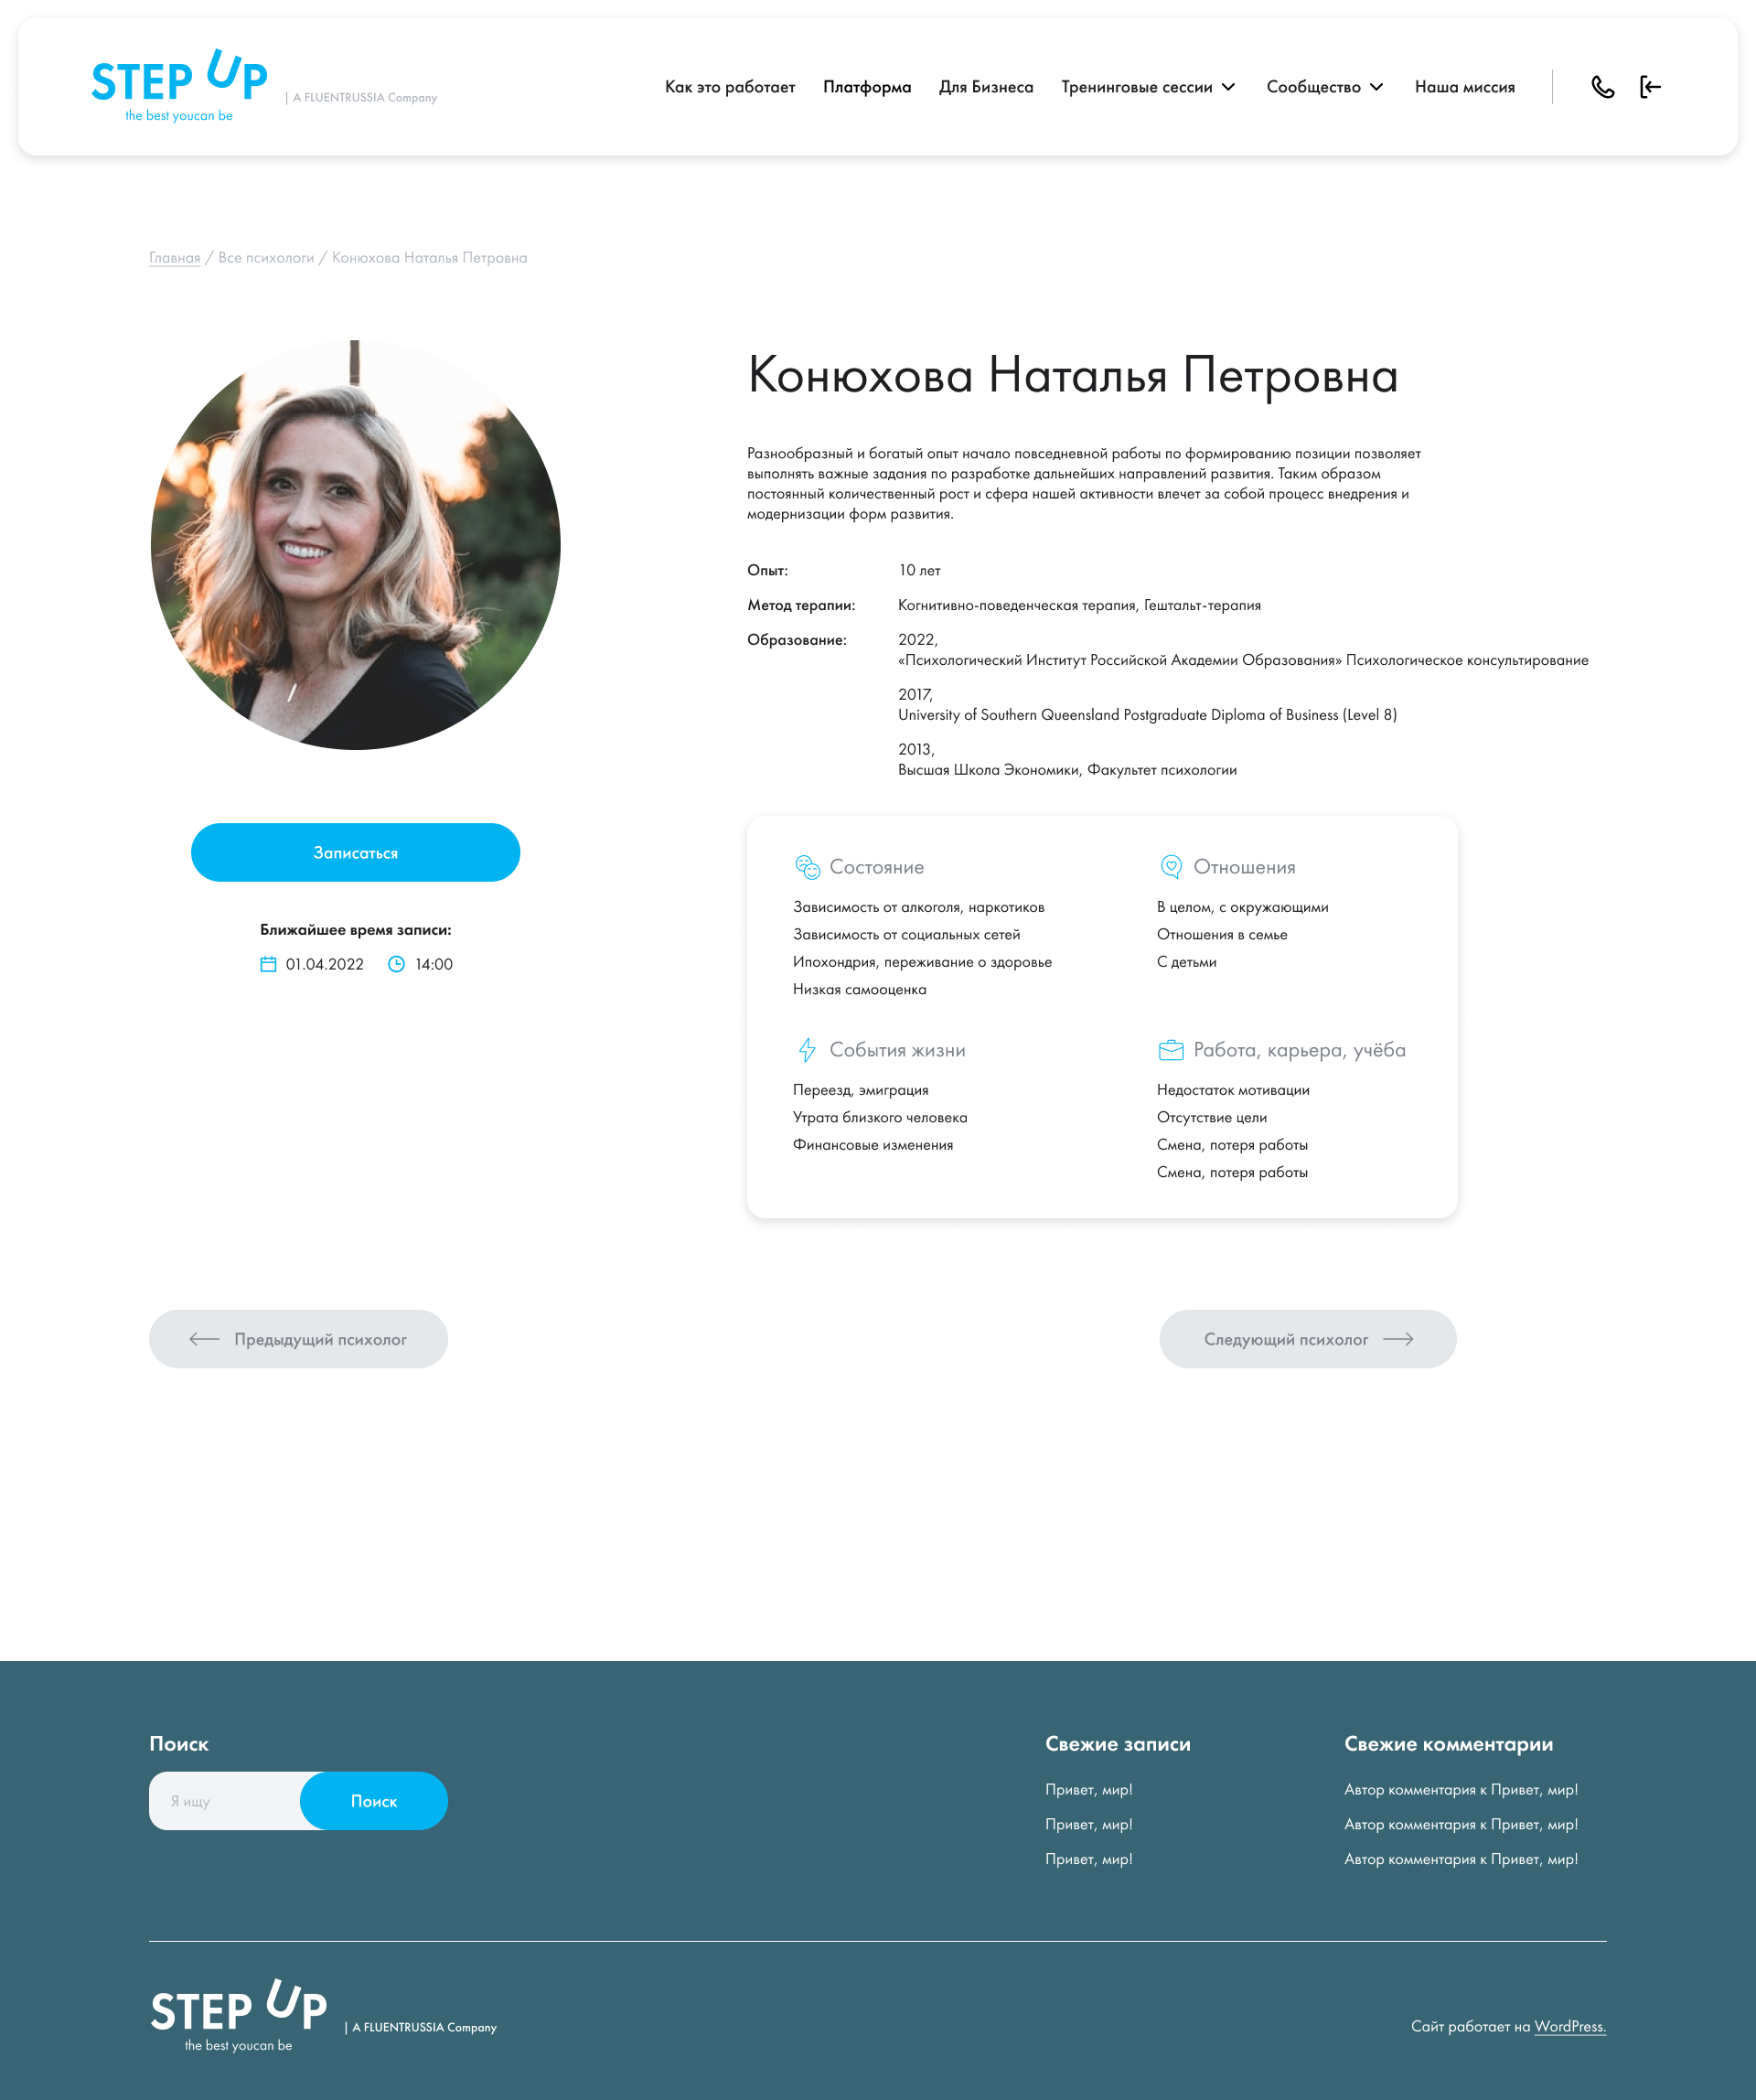 STEP UP
the best youcan be
| A FLUENTRUSSIA Company
Как это работает
Платформа
Для Бизнеса
Тренинговые сессии
Сообщество
Наша миссия
Главная / Все психологи / Конюхова Наталья Петровна
Конюхова Наталья Петровна
Разнообразный и богатый опыт начало повседневной работы по формированию позиции позволяет
выполнять важные задания по разработке дальнейших направлений развития. Таким образом
постоянный количественный рост и сфера нашей активности влечет за собой процесс внедрения и
модернизации форм развития.
Опыт: 10 лет
Метод терапии: Когнитивно-поведенческая терапия, Гештальт-терапия
Образование: 2022,
«Психологический Институт Российской Академии Образования» Психологическое консультирование
2017,
University of Southern Queensland Postgraduate Diploma of Business (Level 8)
2013,
Высшая Школа Экономики, Факультет психологии
Записаться
Ближайшее время записи:
01.04.2022 14:00
Состояние
Зависимость от алкоголя, наркотиков
Зависимость от социальных сетей
Ипохондрия, переживание о здоровье
Низкая самооценка
Отношения
В целом, с окружающими
Отношения в семье
С детьми
События жизни
Переезд, эмиграция
Утрата близкого человека
Финансовые изменения
Работа, карьера, учёба
Недостаток мотивации
Отсутствие цели
Смена, потеря работы
Смена, потеря работы
Предыдущий психолог
Следующий психолог
Поиск
Я ищу
Поиск
Свежие записи
Привет, мир!
Привет, мир!
Привет, мир!
Свежие комментарии
Автор комментария к Привет, мир!
Автор комментария к Привет, мир!
Автор комментария к Привет, мир!
STEP UP
the best youcan be
| A FLUENTRUSSIA Company
Сайт работает на WordPress.